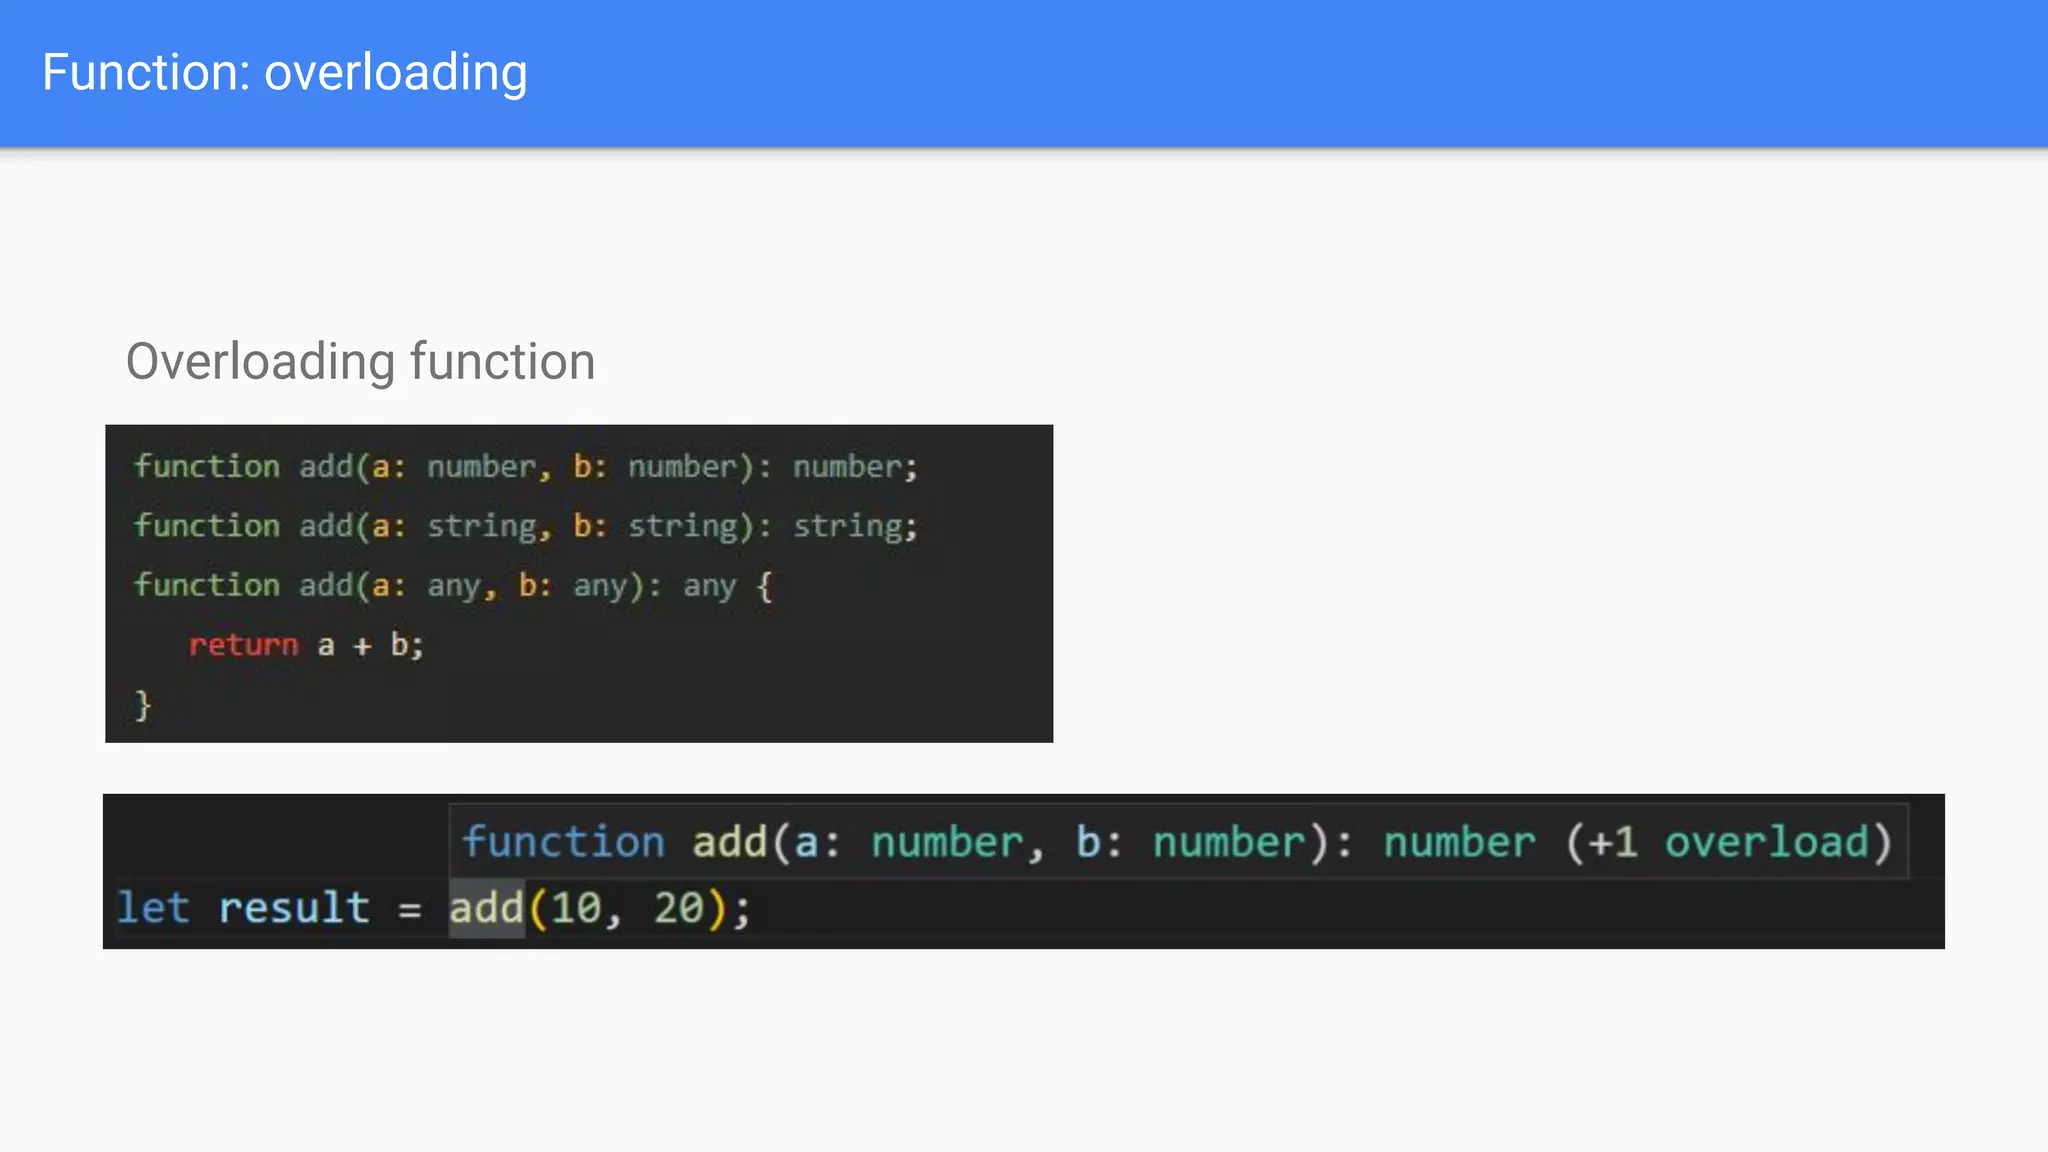 Function: overloading
Overloading function
function add(a: number, b: number): number;
function add(a: string, b: string): string;
function add(a: any, b: any): any {
return a + b;
}
function add(a: number, b: number): number (+1 overload)
let result = add(10, 20);